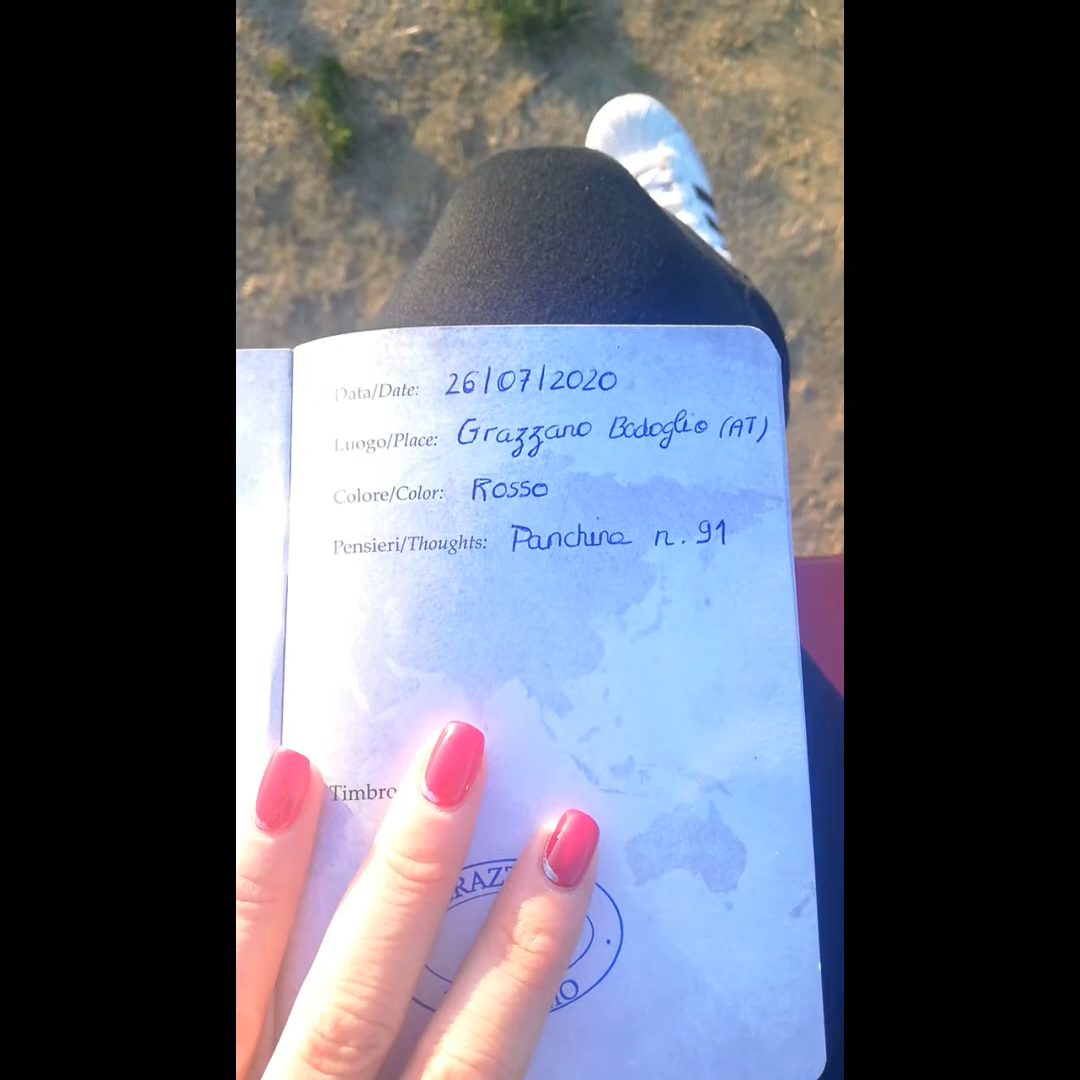 Data/Date: 26/07/2020
Luogo/Place: Grazzano Badoglio (AT)
Colore/Color: Rosso
Pensieri/Thoughts: Panchina n. 91
Timbro